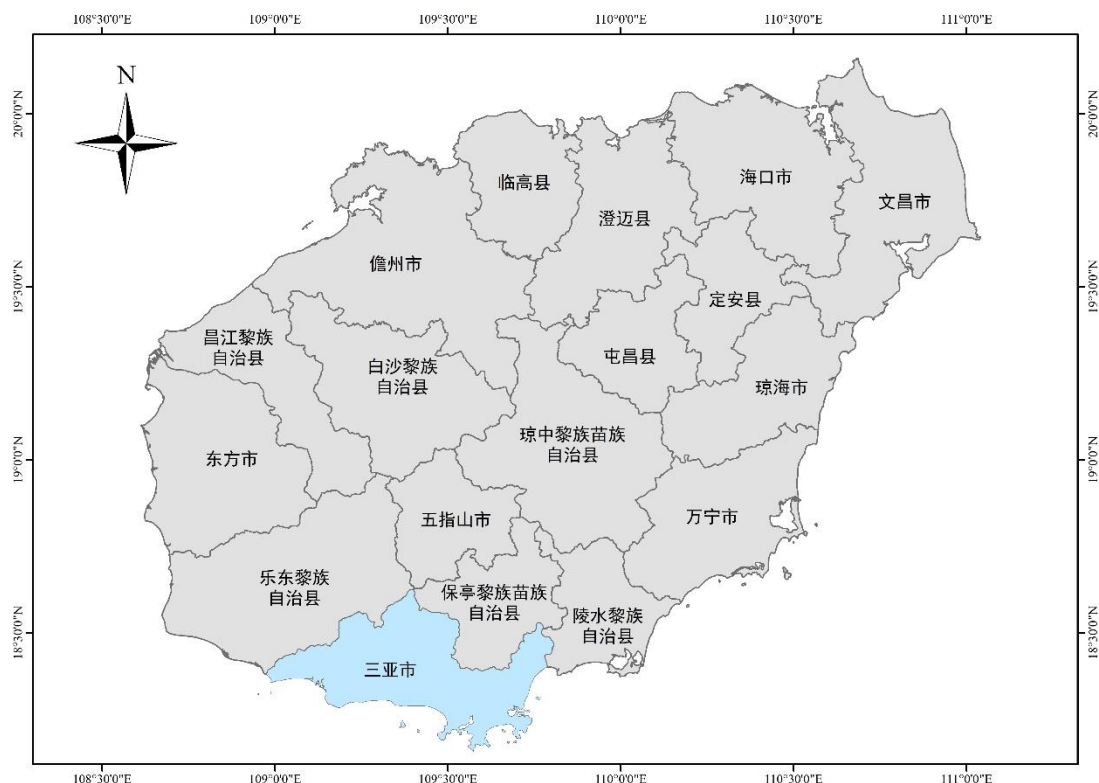 108°30'0"E 109°0'0"E 109°30'0"E 110°0'0"E 110°30'0"E 111°0'0"E
N
20°0'0"N
20°0'0"N
临高县
海口市
澄迈县
文昌市
儋州市
19°30'0"N
19°30'0"N
定安县
昌江黎族
自治县
白沙黎族
自治县
屯昌县
琼海市
琼中黎族苗族
自治县
东方市
19°0'0"N
19°0'0"N
五指山市
万宁市
乐东黎族
自治县
保亭黎族苗族
自治县
陵水黎族
自治县
18°30'0"N
18°30'0"N
三亚市
108°30'0"E 109°0'0"E 109°30'0"E 110°0'0"E 110°30'0"E 111°0'0"E